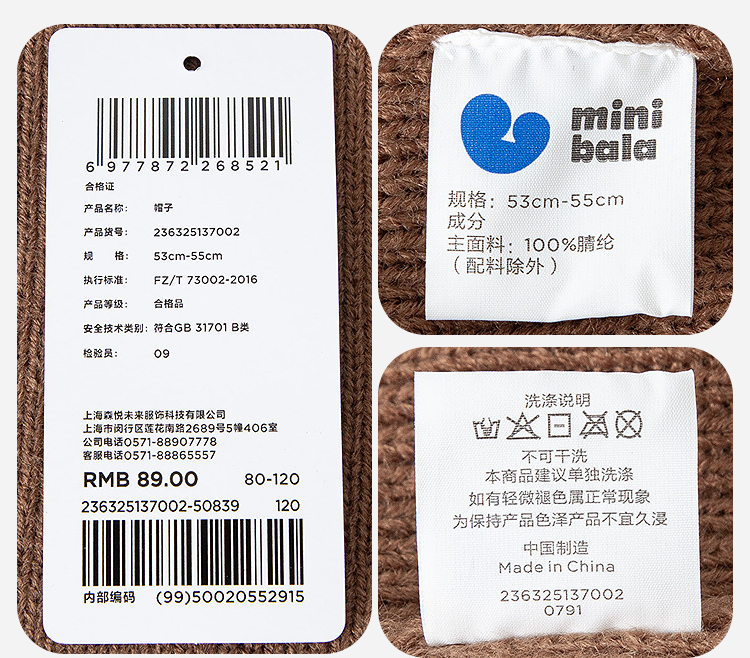 6 977872 268521
合格证
产品名称： 帽子
产品货号： 236325137002
规 格： 53cm-55cm
执行标准： FZ/T 73002-2016
产品等级： 合格品
安全技术类别： 符合GB 31701 B类
检验员： 09
上海森悦未来服饰科技有限公司
上海市闵行区莲花南路2689号5幢406室
公司电话0571-88907778
客服电话0571-88865557
RMB 89.00 80-120
236325137002-50839 120
内部编码 (99)50020552915
mini
bala
规格：53cm-55cm
成分
主面料：100%腈纶
（配料除外）
洗涤说明
不可干洗
本商品建议单独洗涤
如有轻微褪色属正常现象
为保持产品色泽产品不宜久浸
中国制造
Made in China
236325137002
0791